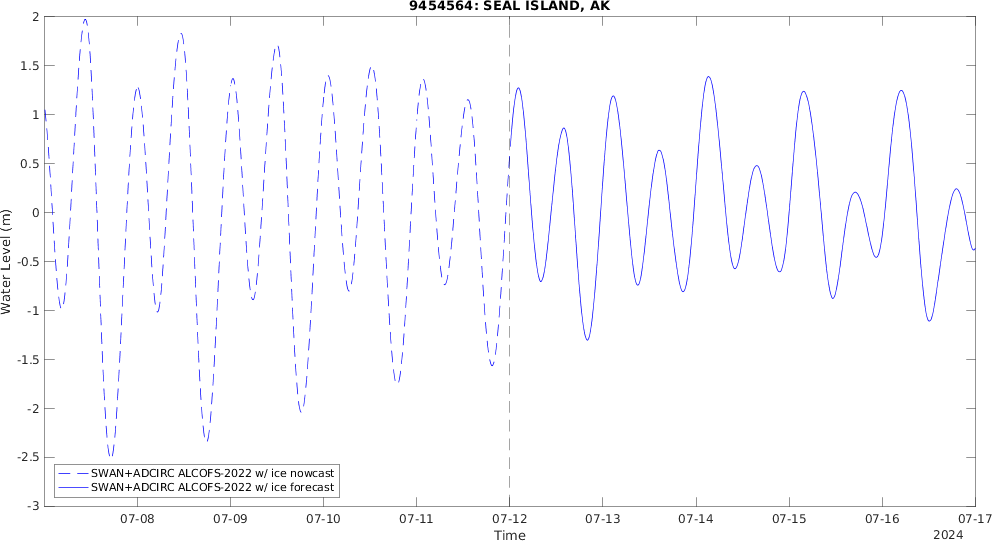 9454564: SEAL ISLAND, AK
2
1.5
1
0.5
0
-0.5
-1
-1.5
-2
-2.5
-3
Water Level (m)
SWAN+ADCIRC ALCOFS-2022 w/ ice nowcast
SWAN+ADCIRC ALCOFS-2022 w/ ice forecast
07-08 07-09 07-10 07-11 07-12 07-13 07-14 07-15 07-16 07-17
Time
2024